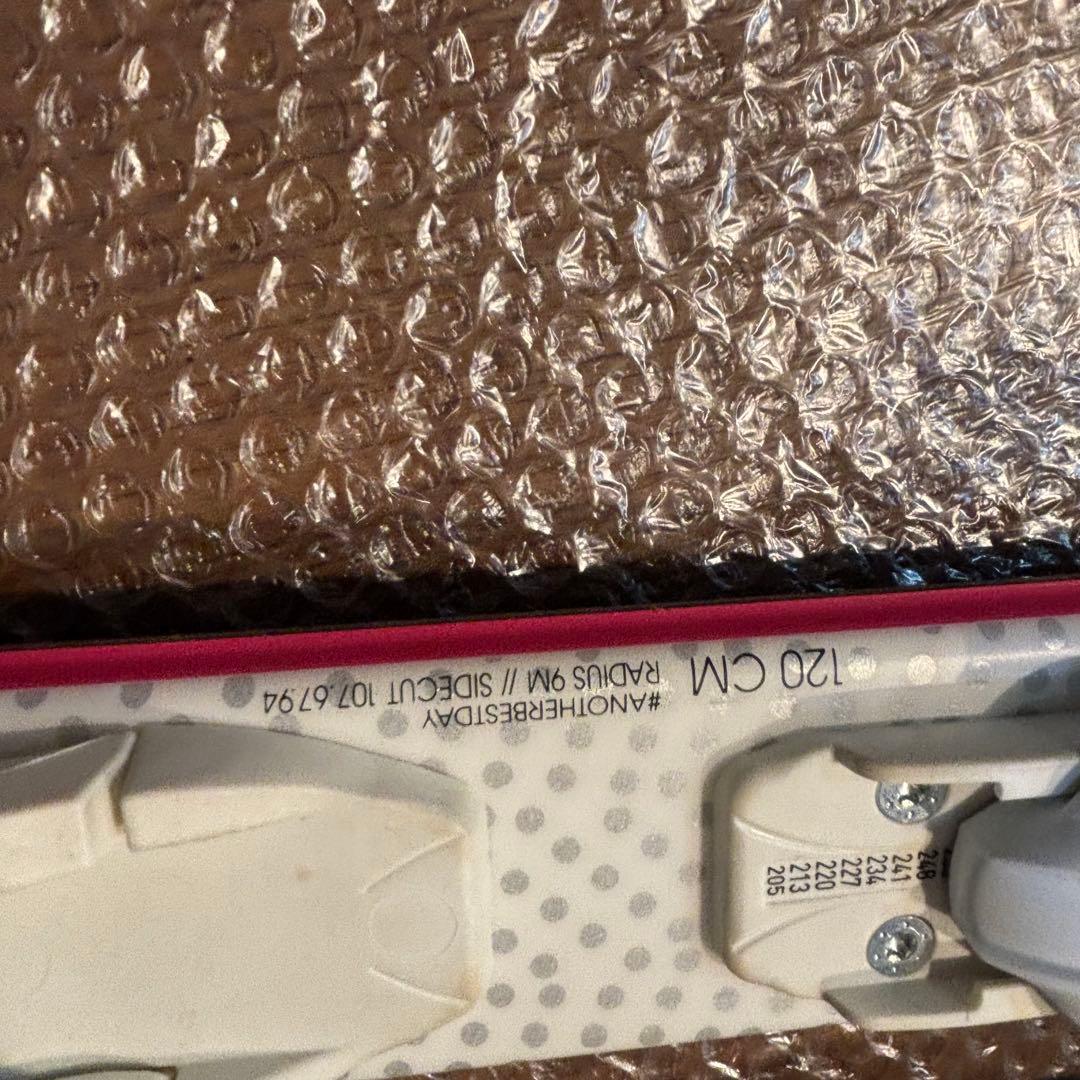 120 CM
#ANOTHERBESTDAY
RADIUS 9M // SIDECUT 107.67.94
205
213
220
227
234
241
248